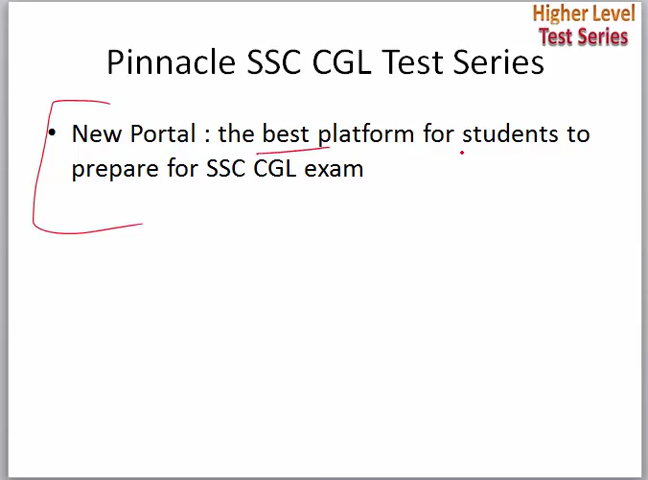 Higher Level
Test Series
Pinnacle SSC CGL Test Series
• New Portal : the best platform for students to
prepare for SSC CGL exam